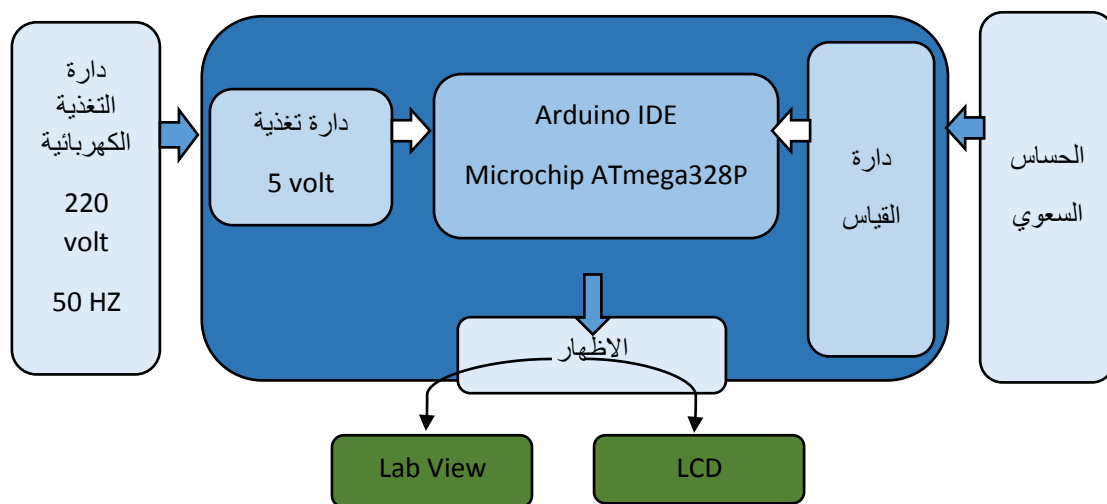 دارة
التغذية
الكهربائية
220
volt
50 HZ
دارة تغذية
5 volt
Arduino IDE
Microchip ATmega328P
دارة
القياس
الحساس
السعوي
الاظهار
Lab View
LCD